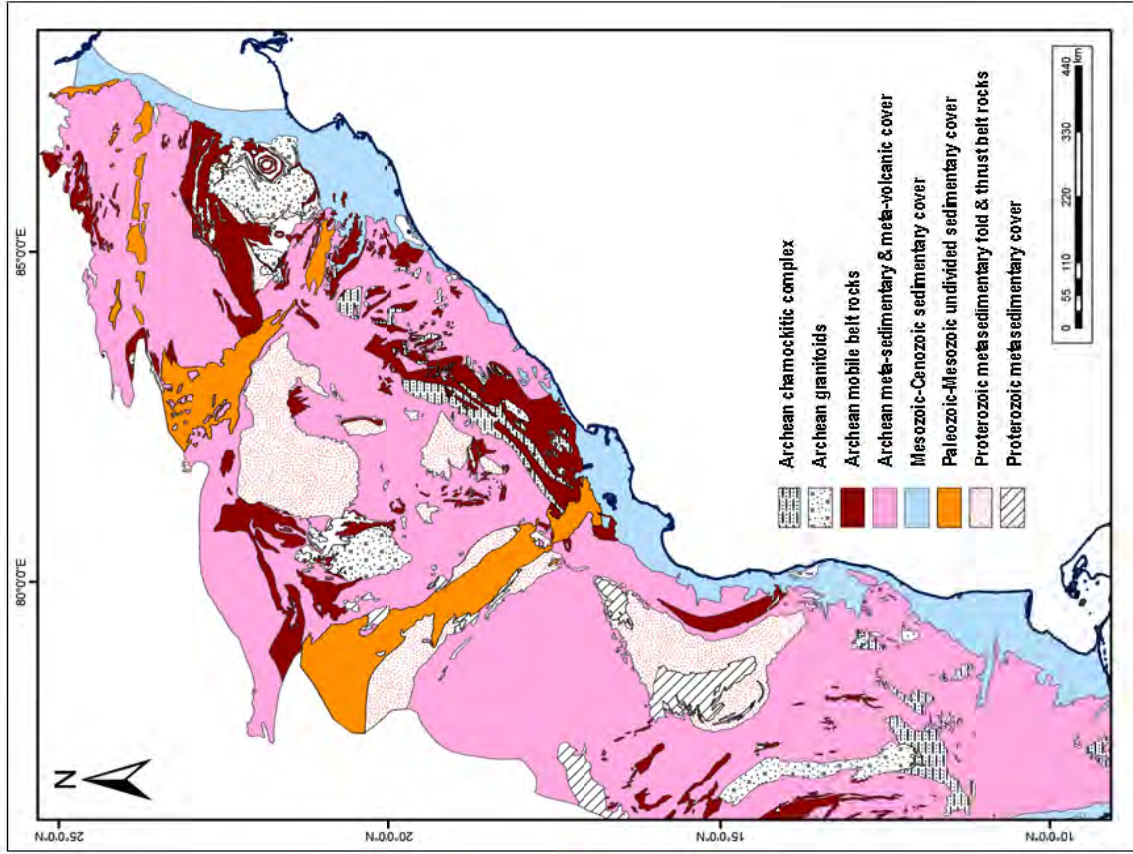 N
80°0'0"E
85°0'0"E
25°0'0"N
20°0'0"N
15°0'0"N
10°0'0"N
Archean charnockitic complex
Archean granitoids
Archean mobile belt rocks
Archean meta-sedimentary & meta-volcanic cover
Mesozoic-Cenozoic sedimentary cover
Paleozoic-Mesozoic undivided sedimentary cover
Proterozoic metasedimentary fold & thrust belt rocks
Proterozoic metasedimentary cover
0 55 110 220 330 440
km